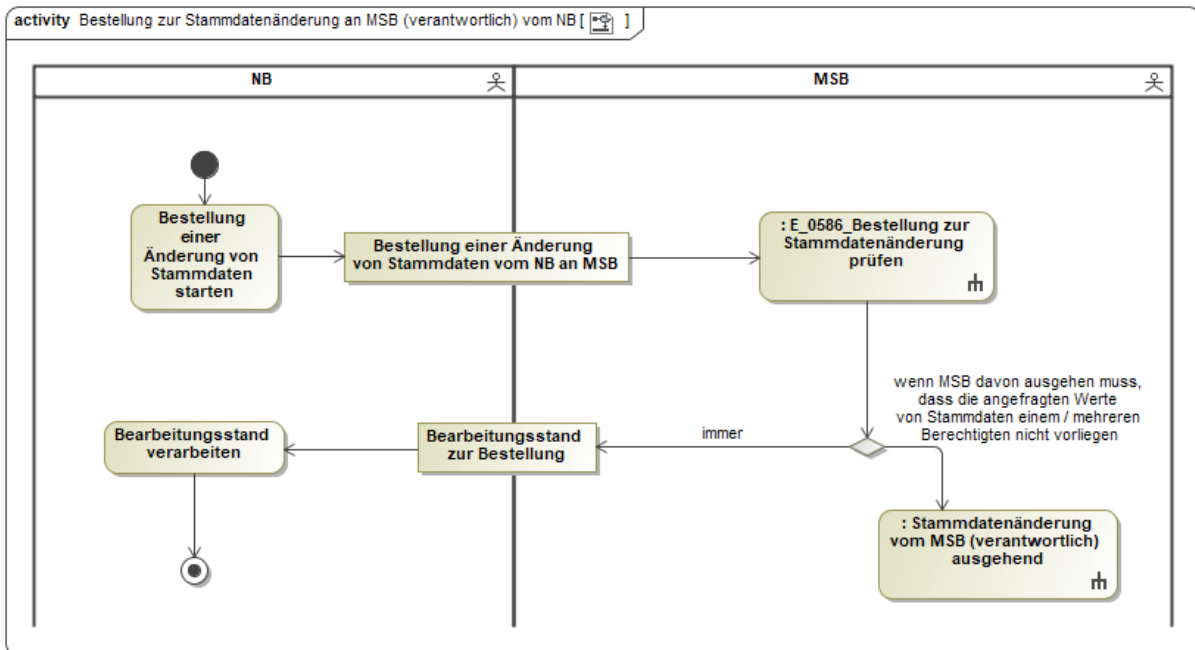 activity Bestellung zur Stammdatenänderung an MSB (verantwortlich) vom NB [ ]
NB
MSB
Bestellung
einer
Änderung von
Stammdaten
starten
Bestellung einer Änderung
von Stammdaten vom NB an MSB
: E_0586_Bestellung zur
Stammdatenänderung
prüfen
wenn MSB davon ausgehen muss,
dass die angefragten Werte
von Stammdaten einem / mehreren
Berechtigten nicht vorliegen
immer
Bearbeitungsstand
zur Bestellung
Bearbeitungsstand
verarbeiten
: Stammdatenänderung
vom MSB (verantwortlich)
ausgehend